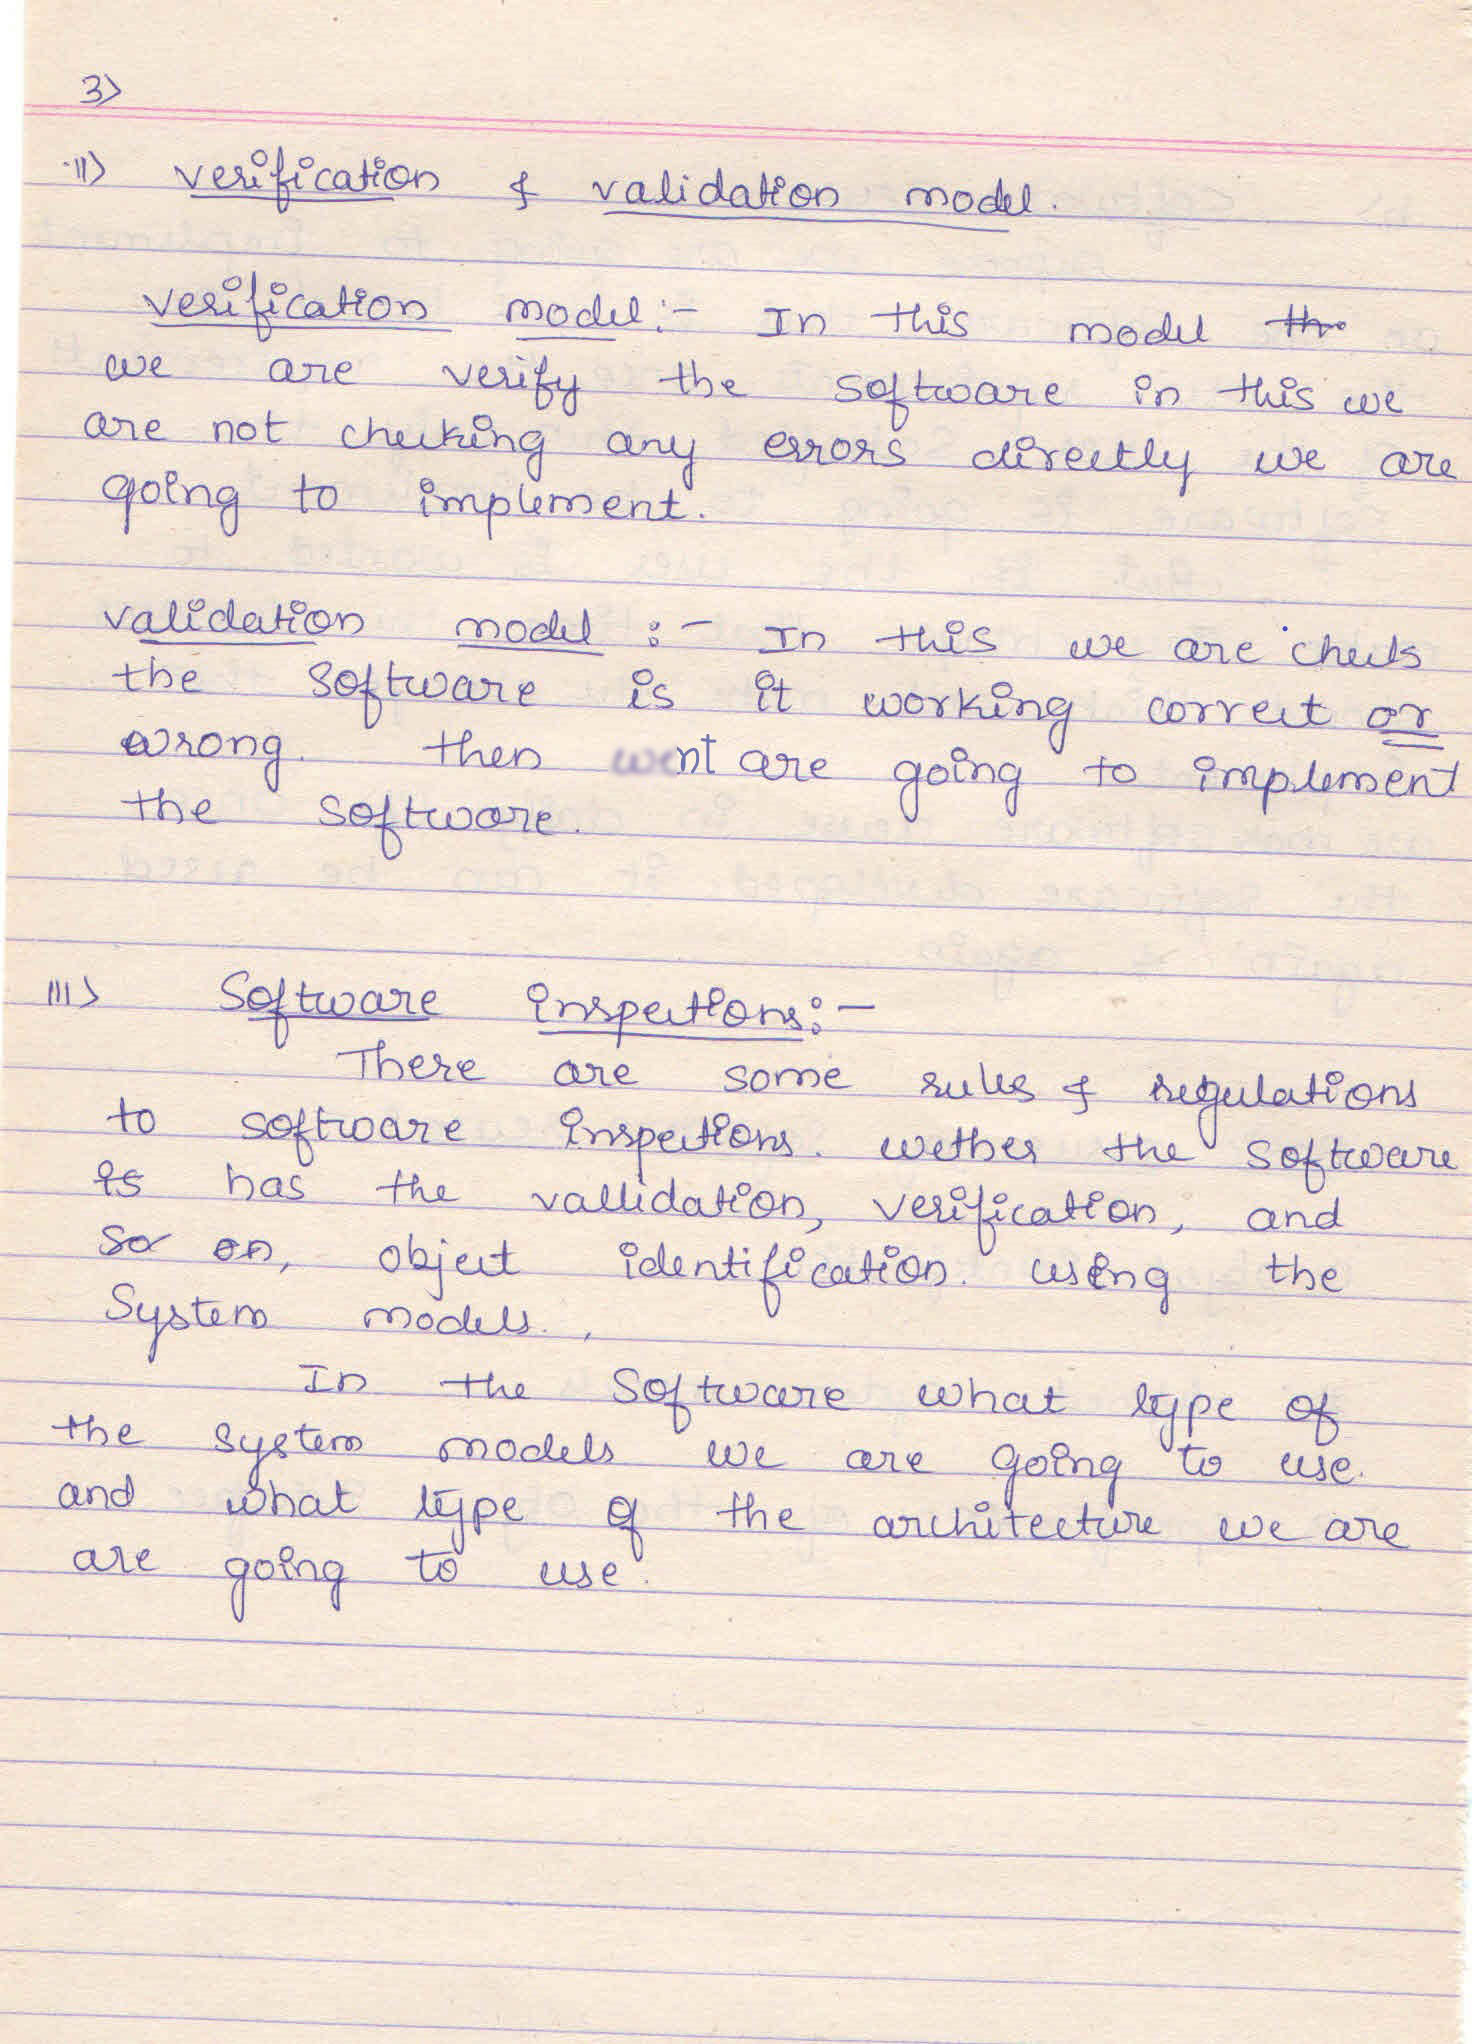 3>
ii> verification & validation model.
verification model:- In this model
we are verify the software in this we
are not checking any errors directly we are
going to implement.
validation model :- In this we are check
the software is it working correct or
wrong. then are going to implement
the software.
III> Software inspections:-
There are some rules & regulations
to software inspections. wether the software
is has the vallidation, verification, and
so on, object identification. using the
System models.
In the Software what type of
the system models we are going to use.
and what type of the architecture we are
are going to use.